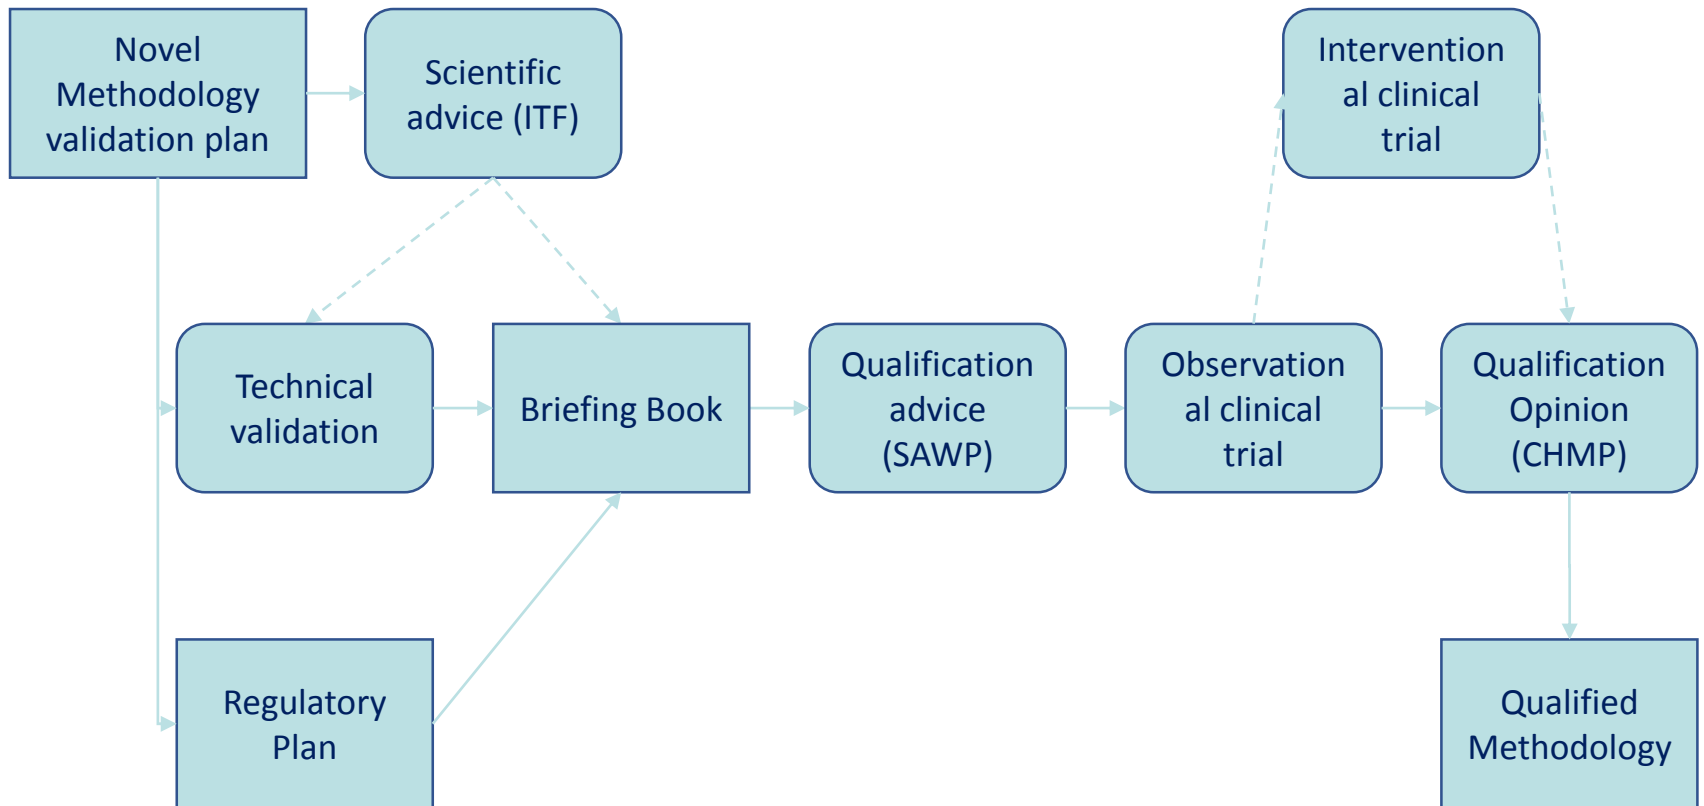 Novel
Methodology
validation plan
Scientific
advice (ITF)
Intervention
al clinical
trial
Technical
validation
Briefing Book
Qualification
advice
(SAWP)
Observation
al clinical
trial
Qualification
Opinion
(CHMP)
Regulatory
Plan
Qualified
Methodology